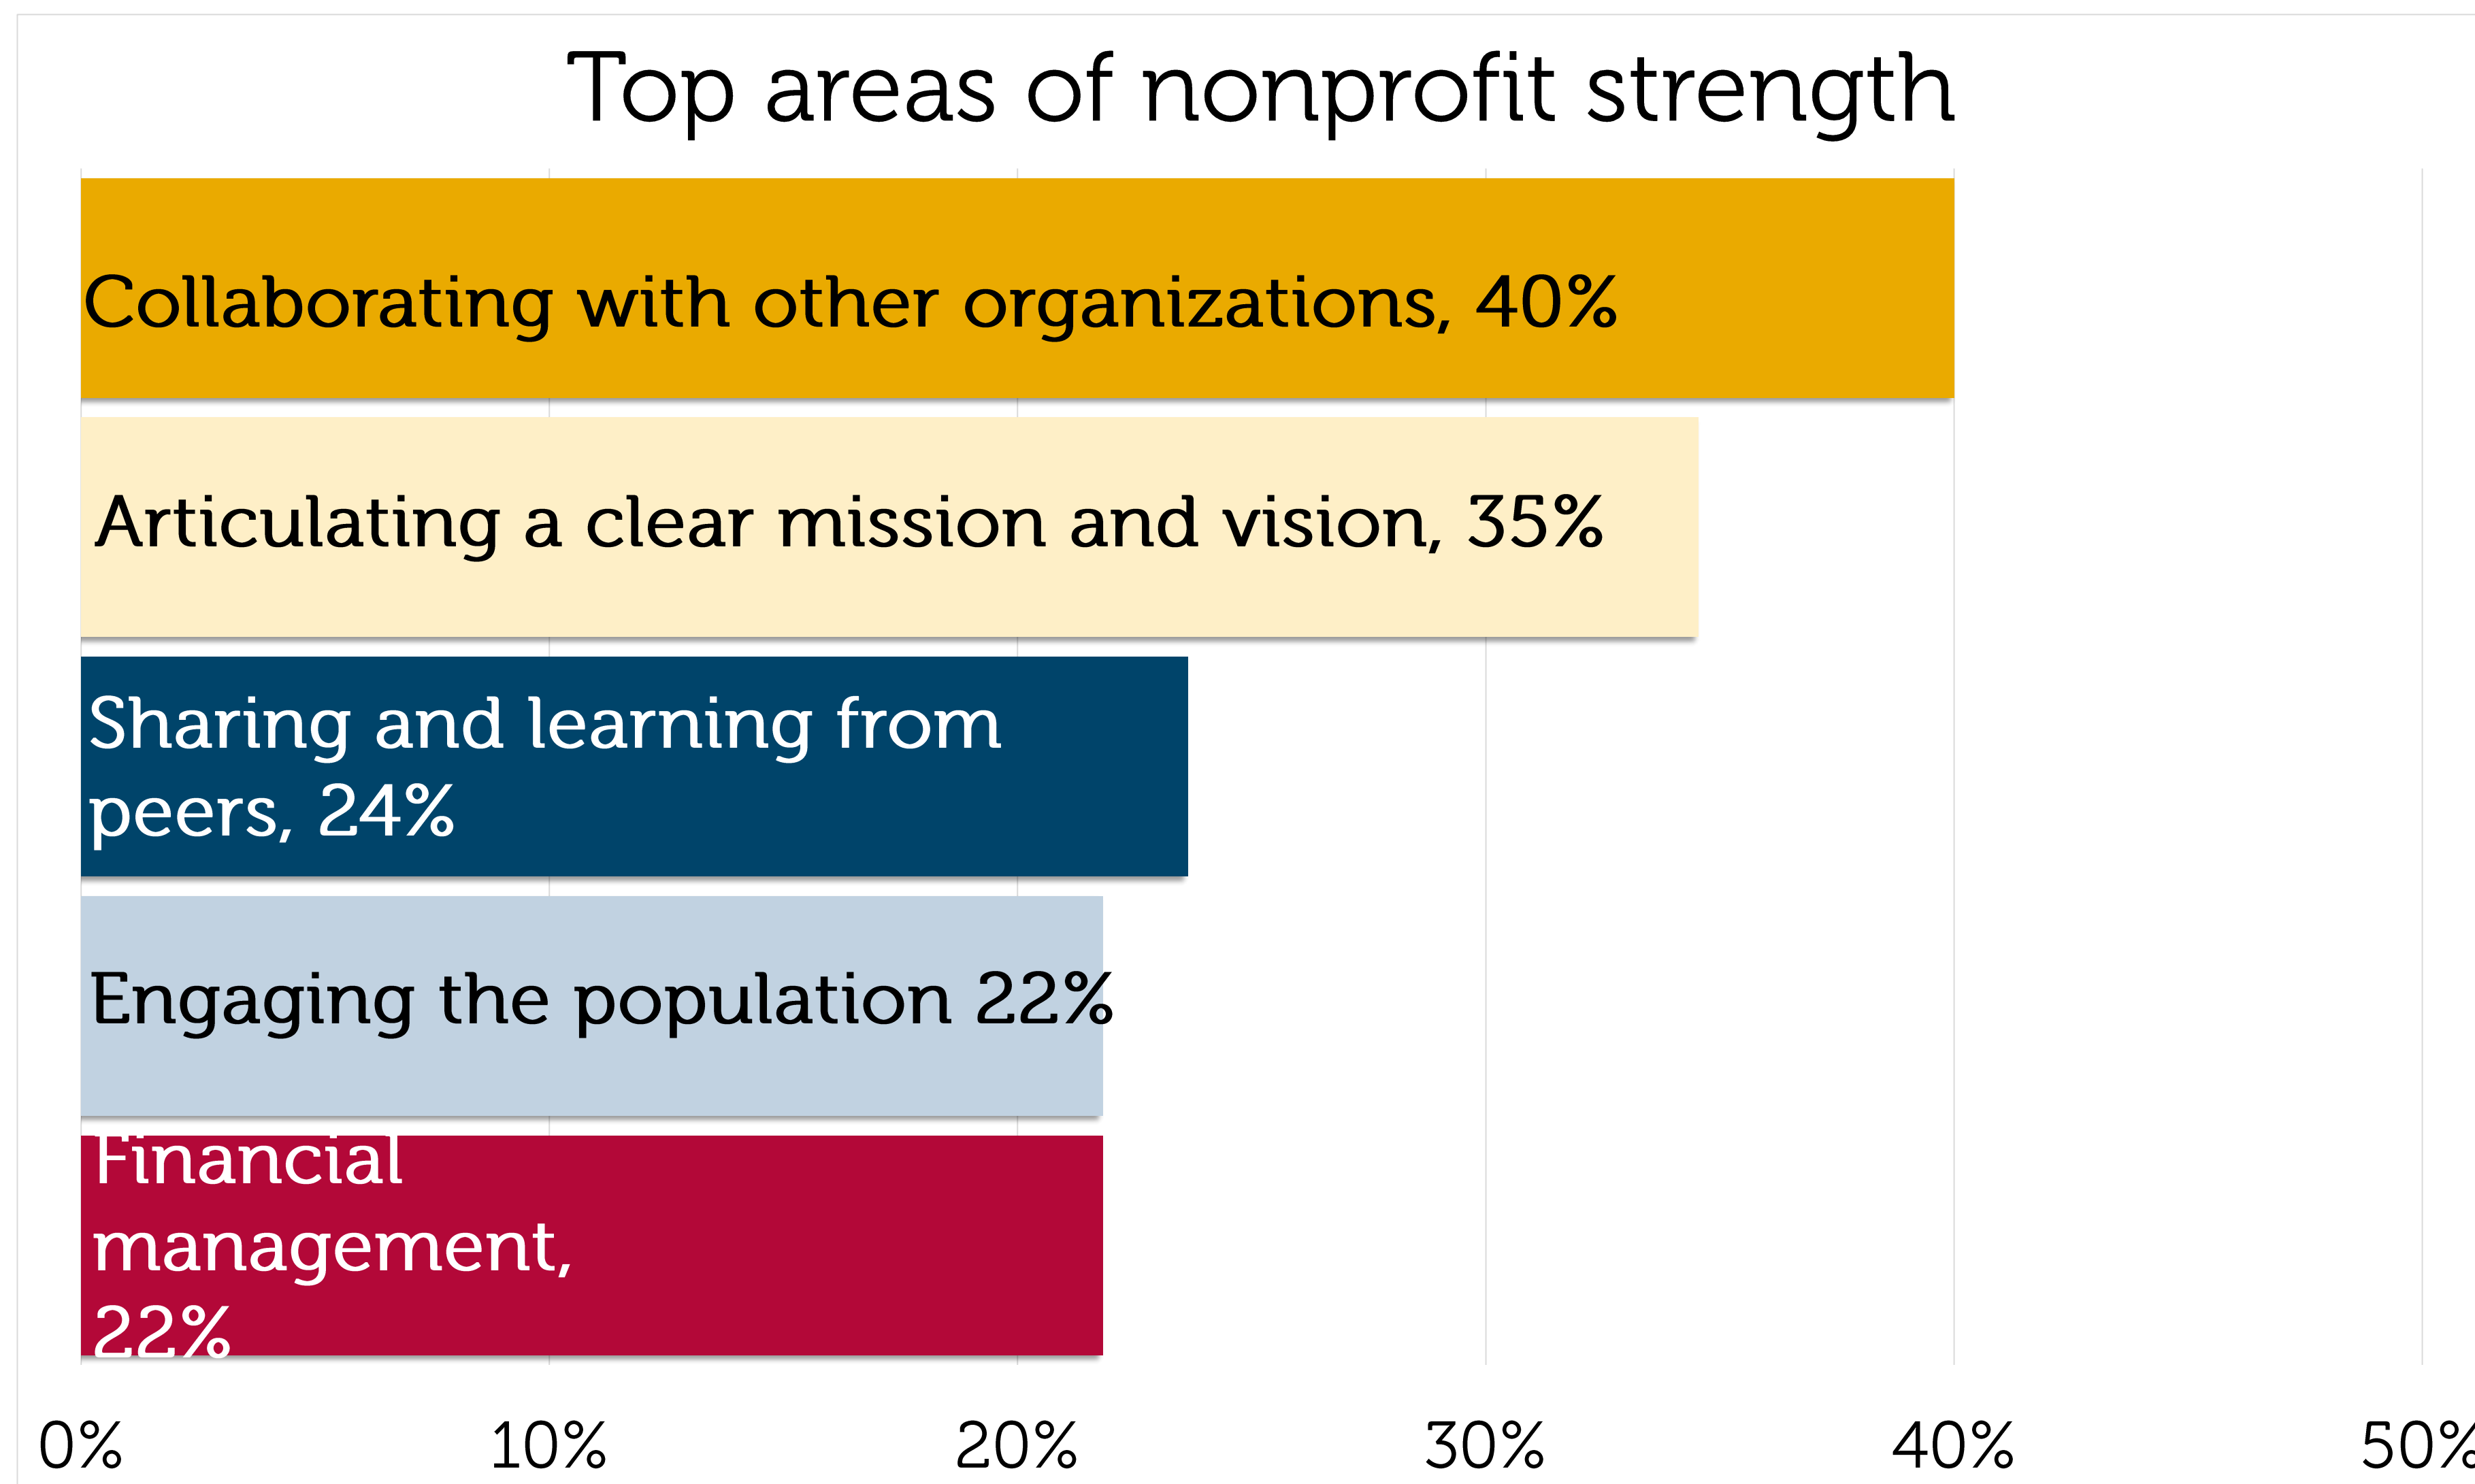 Top areas of nonprofit strength
Collaborating with other organizations, 40%
Articulating a clear mission and vision, 35%
Sharing and learning from
peers, 24%
Engaging the population 22%
Financial
management,
22%
0% 10% 20% 30% 40% 50%